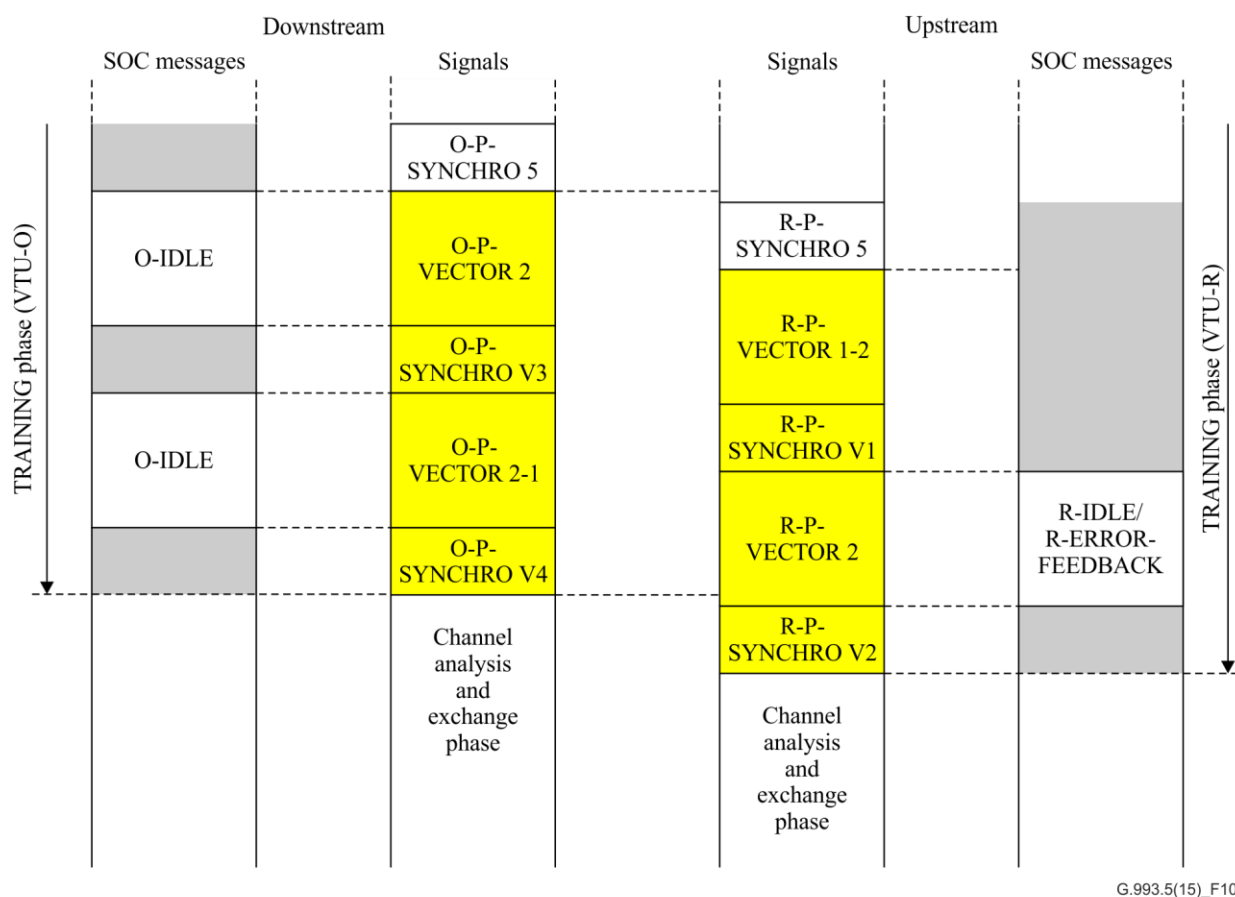 Downstream
Upstream
SOC messages
Signals
Signals
SOC messages
O-P-
SYNCHRO 5
O-IDLE
O-P-
VECTOR 2
R-P-
SYNCHRO 5
O-P-
SYNCHRO V3
R-P-
VECTOR 1-2
O-IDLE
O-P-
VECTOR 2-1
R-P-
SYNCHRO V1
O-P-
SYNCHRO V4
R-P-
VECTOR 2
R-IDLE/
R-ERROR-
FEEDBACK
R-P-
SYNCHRO V2
Channel
analysis
and
exchange
phase
Channel
analysis
and
exchange
phase
TRAINING phase (VTU-O)
TRAINING phase (VTU-R)
G.993.5(15)_F10